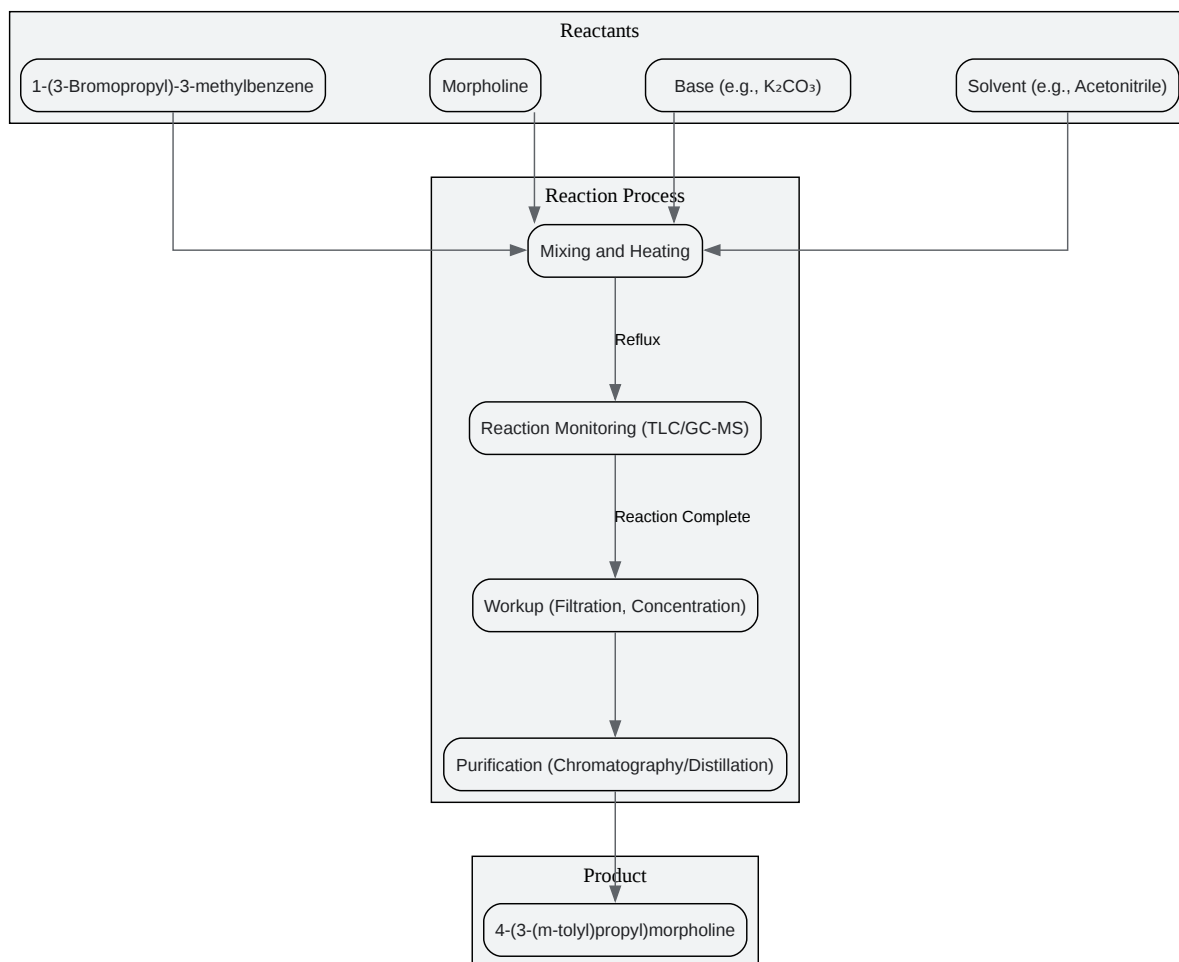 Reactants
1-(3-Bromopropyl)-3-methylbenzene
Morpholine
Base (e.g., K₂CO₃)
Solvent (e.g., Acetonitrile)
Reaction Process
Mixing and Heating
Reflux
Reaction Monitoring (TLC/GC-MS)
Reaction Complete
Workup (Filtration, Concentration)
Purification (Chromatography/Distillation)
Product
4-(3-(m-tolyl)propyl)morpholine